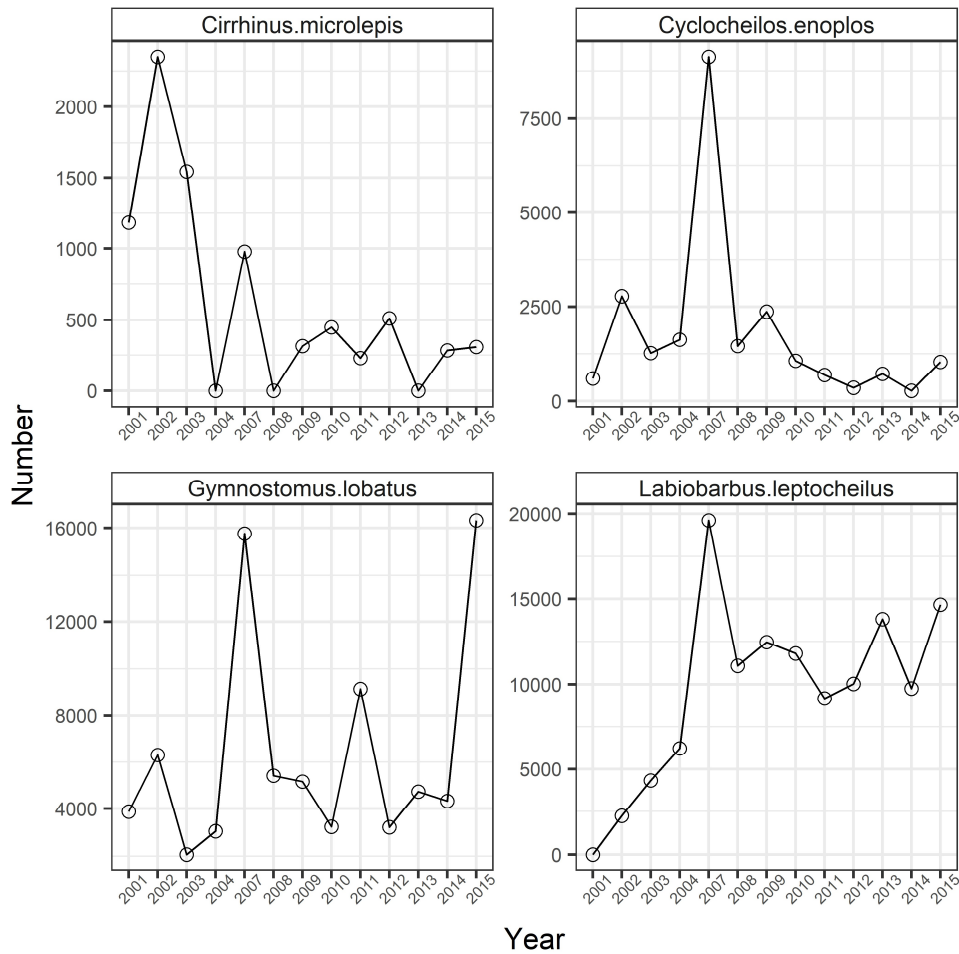 Cirrhinus.microlepis
Cyclocheilos.enoplos
2000
1500
1000
500
0
7500
5000
2500
0
2001 2002 2003 2004 2007 2008 2009 2010 2011 2012 2013 2014 2015
2001 2002 2003 2004 2007 2008 2009 2010 2011 2012 2013 2014 2015
Number
Gymnostomus.lobatus
Labiobarbus.leptocheilus
16000
12000
8000
4000
20000
15000
10000
5000
0
2001 2002 2003 2004 2007 2008 2009 2010 2011 2012 2013 2014 2015
2001 2002 2003 2004 2007 2008 2009 2010 2011 2012 2013 2014 2015
Year